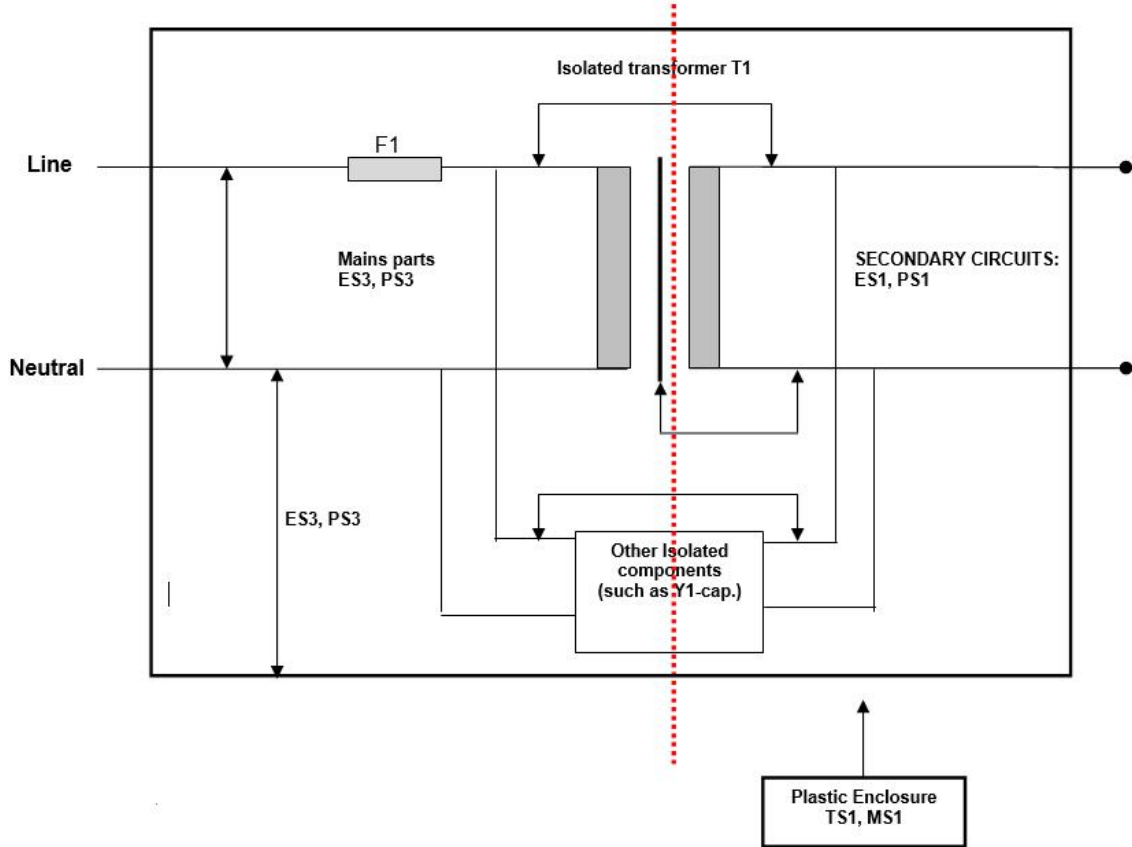 Isolated transformer T1
F1
Line
Mains parts
ES3, PS3
SECONDARY CIRCUITS:
ES1, PS1
Neutral
ES3, PS3
Other Isolated
components
(such as Y1-cap.)
Plastic Enclosure
TS1, MS1